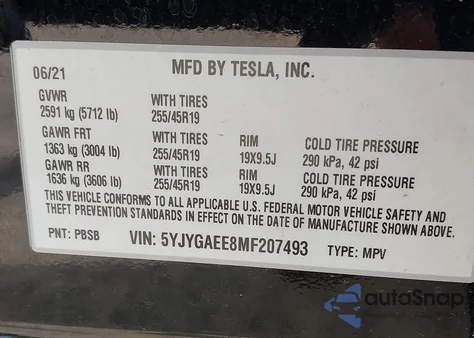 06/21 MFD BY TESLA, INC.
GVWR WITH TIRES
2591 kg (5712 lb) 255/45R19
GAWR FRT WITH TIRES RIM COLD TIRE PRESSURE
1363 kg (3004 lb) 255/45R19 19X9.5J 290 kPa, 42 psi
GAWR RR WITH TIRES RIM COLD TIRE PRESSURE
1636 kg (3606 lb) 255/45R19 19X9.5J 290 kPa, 42 psi
THIS VEHICLE CONFORMS TO ALL APPLICABLE U.S. FEDERAL MOTOR VEHICLE SAFETY AND
THEFT PREVENTION STANDARDS IN EFFECT ON THE DATE OF MANUFACTURE SHOWN ABOVE.
PNT: PBSB VIN: 5YJYGAEE8MF207493 TYPE: MPV
autoSnap